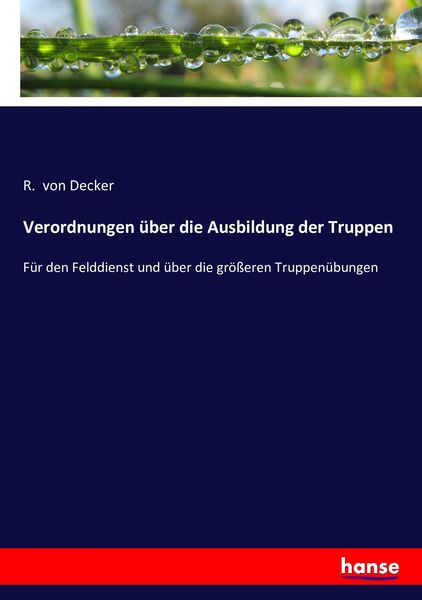 R. von Decker
Verordnungen über die Ausbildung der Truppen
Für den Felddienst und über die größeren Truppenübungen
hanse